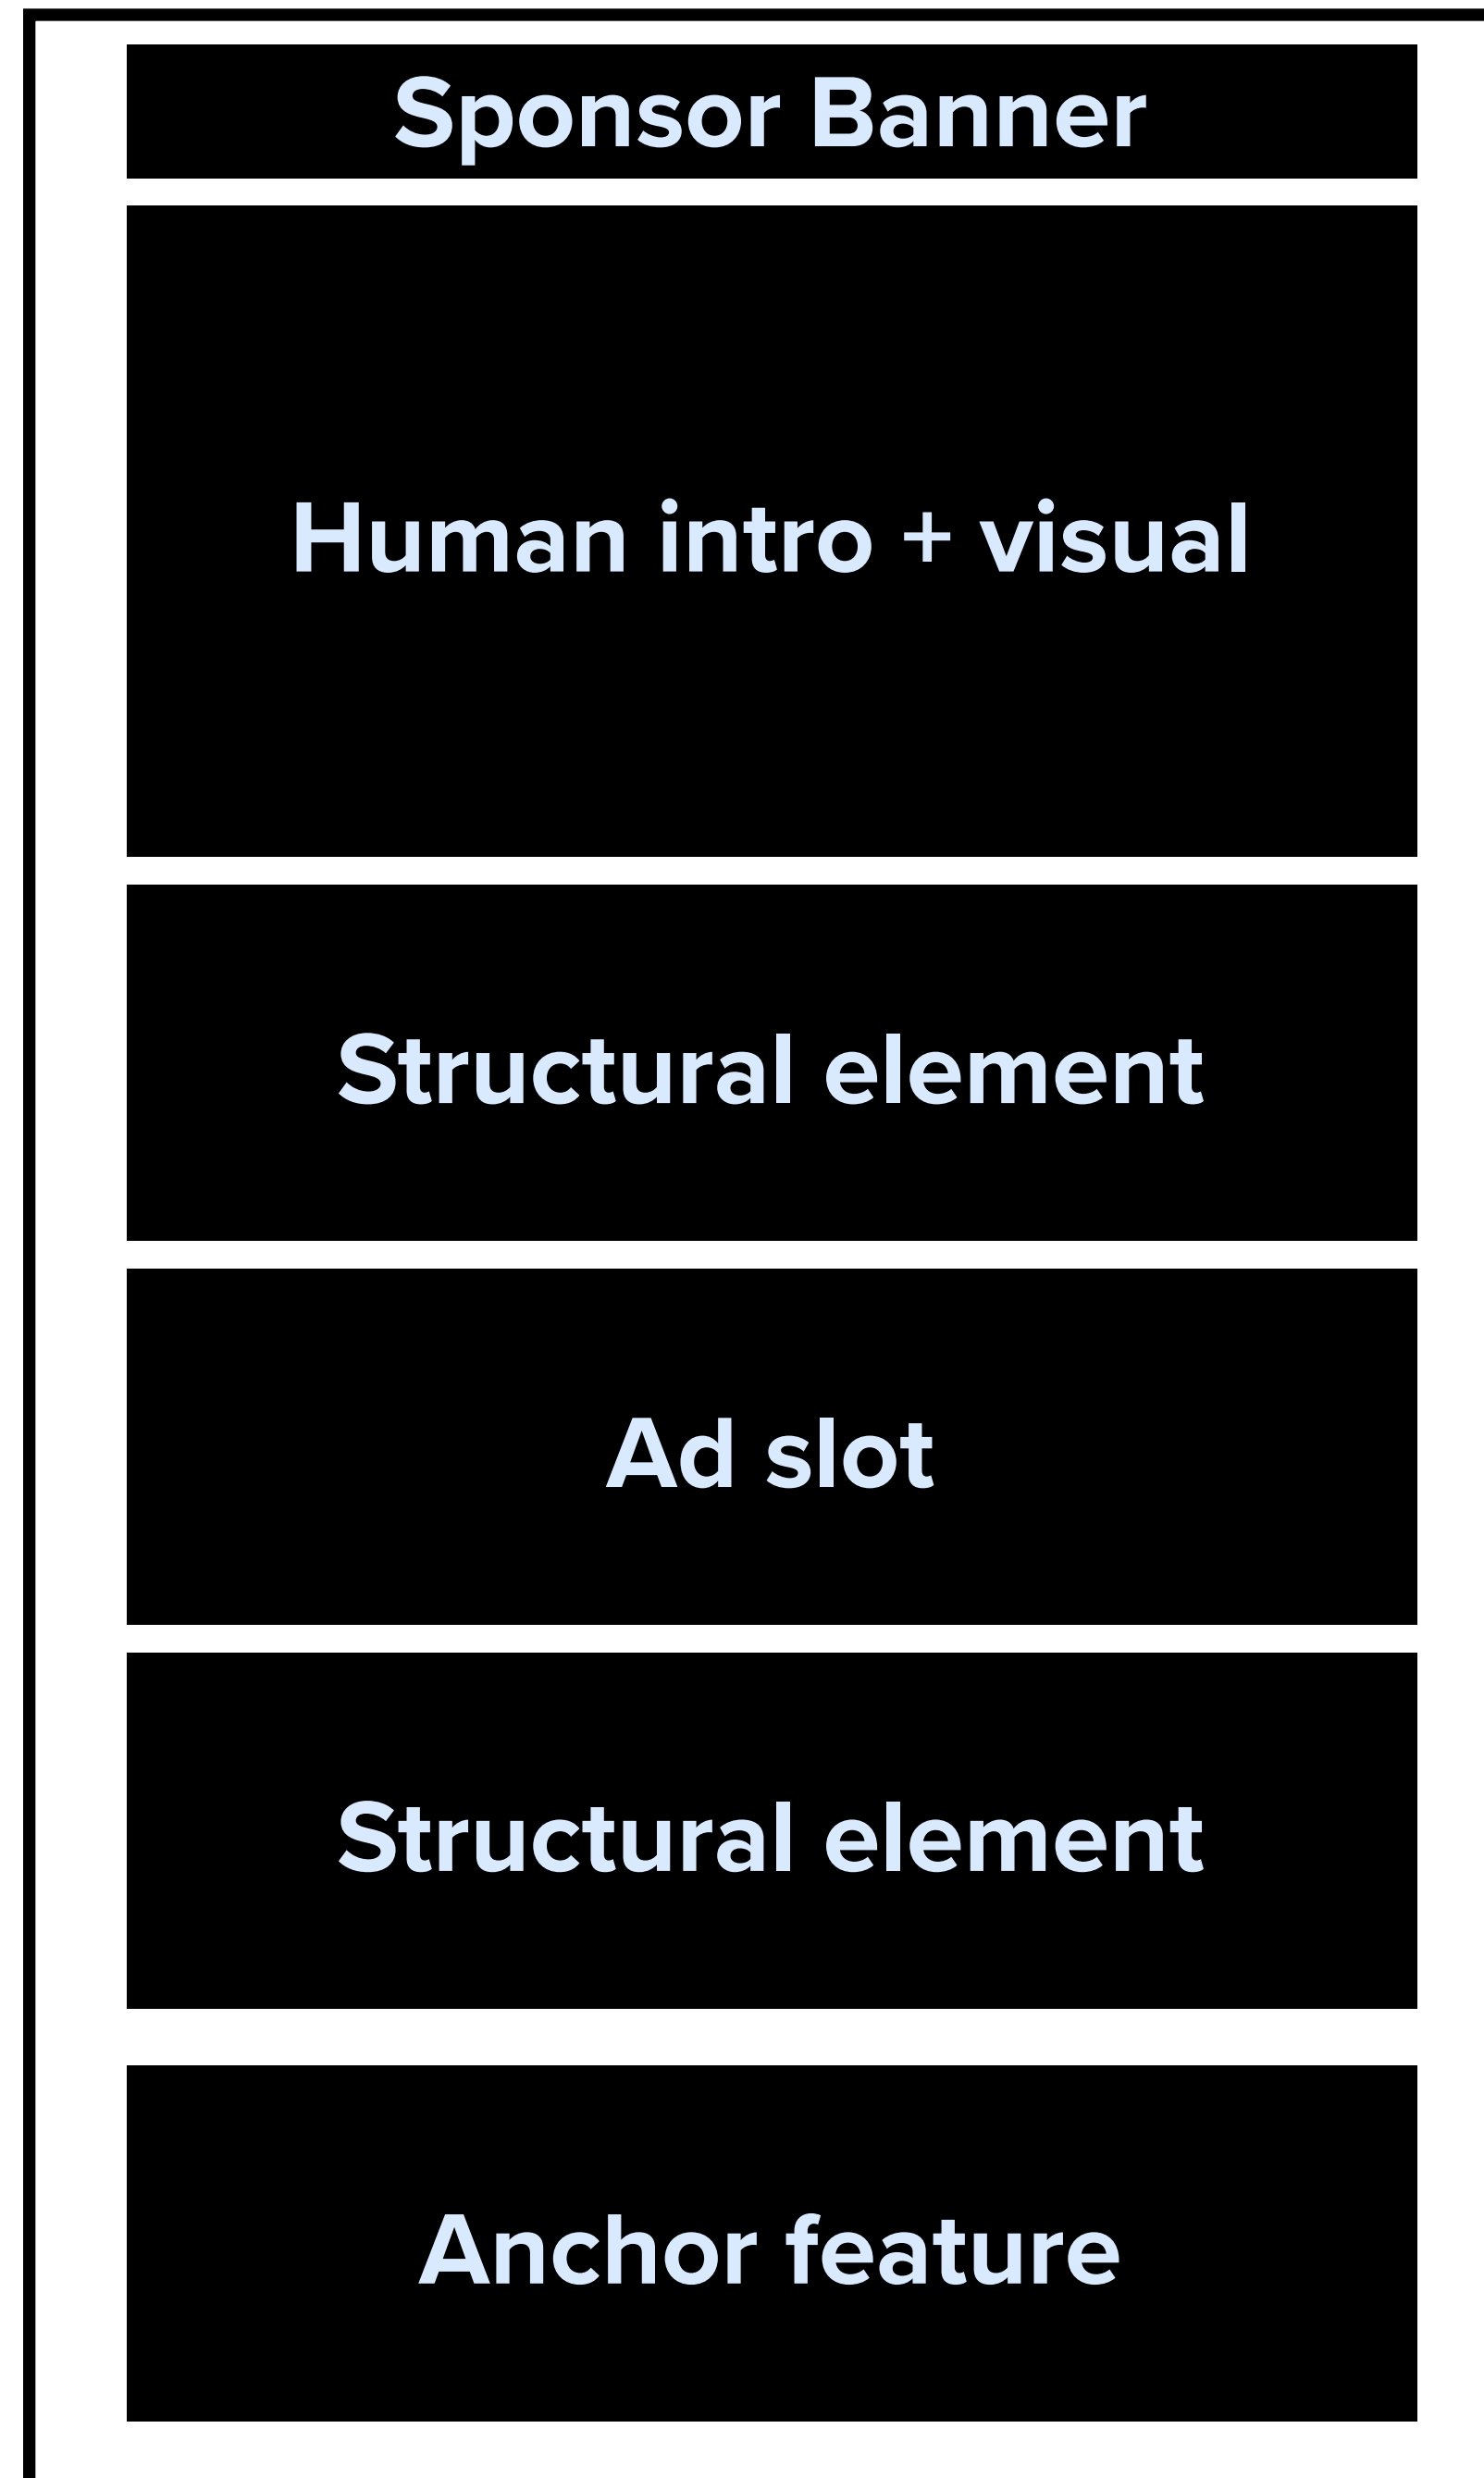 Sponsor Banner
Human intro + visual
Structural element
Ad slot
Structural element
Anchor feature